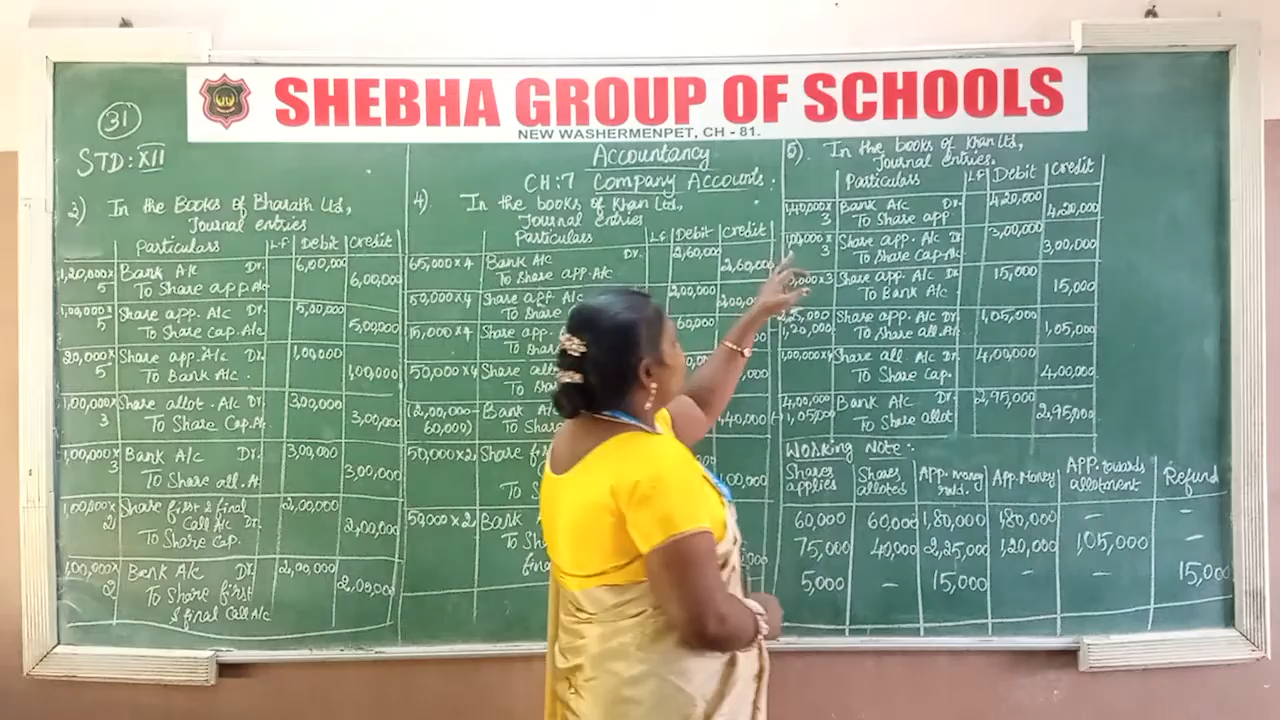 SHEBHA GROUP OF SCHOOLS
NEW WASHERMENPET, CH - 81.
31
STD: XII
Accountancy
CH:7 Company Accounts:
3) In the Books of Bharath Ltd.,
Journal entries
Particulars L.F Debit Credit
1,20,000× Bank A/c Dr. 6,00,000
5 To Share app.A/c 6,00,000
1,00,000× Share app. A/c Dr 5,00,000
5 To Share Cap. A/c 5,00,000
20,000× Share app. A/c Dr 1,00,000
5 To Bank A/c. 1,00,000
1,00,000× Share allot. A/c Dr. 3,00,000
3 To Share Cap. A/c 3,00,000
1,00,000× Bank A/c Dr. 3,00,000
3 To Share all. A 3,00,000
1,00,000× Share first & final 2,00,000
2 Call A/c Dr.
To Share Cap. 2,00,000
1,00,000× Bank A/c Dr 2,00,000
2 To Share first 2,00,000
& final Call A/c
4) In the books of Khan Ltd.,
Journal entries
Particulars L.F Debit Credit
65,000×4 Bank A/c Dr. 2,60,000
To Share app. A/c 2,60,000
50,000×4 Share app. A/c 2,00,000
To Share
15,000×4 Share app. 60,000
To
50,000×4 Share
To
(2,00,000- Bank A/c
60,000) To Share 1,40,000
50,000×2 Share
To
50,000×2 Bank
To
5). In the books of Khan Ltd.,
Journal entries.
Particulars L.F Debit Credit
1,40,000× Bank A/c Dr. 4,20,000
3 To Share app. 4,20,000
1,00,000× Share app. A/c Dr. 3,00,000
3 To Share Cap. A/c 3,00,000
Share app. A/c Dr 15,000
To Bank A/c 15,000
2,25,000 Share app. A/c Dr. 1,05,000
1,20,000 To Share all. A/c 1,05,000
1,00,000×4 Share all A/c Dr. 4,00,000
To Share Cap. 4,00,000
4,00,000 Bank A/c Dr. 2,95,000
(-) 1,05,000 To Share allot 2,95,000
Working Note:-
Shares applies Shares alloted App. money App. Money App. towards allotment Refund
60,000 60,000 1,80,000 1,80,000 - -
75,000 40,000 2,25,000 1,20,000 1,05,000 -
5,000 - 15,000 - - 15,000